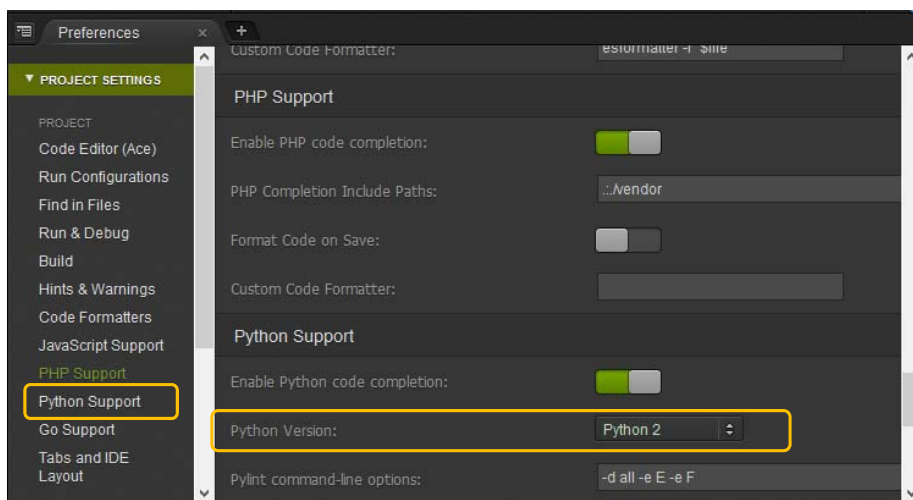 Preferences
PROJECT SETTINGS
PROJECT
Code Editor (Ace)
Run Configurations
Find in Files
Run & Debug
Build
Hints & Warnings
Code Formatters
JavaScript Support
PHP Support
Python Support
Go Support
Tabs and IDE
Layout
Custom Code Formatter: esformatter -i "$file"
PHP Support
Enable PHP code completion:
PHP Completion Include Paths: .:./vendor
Format Code on Save:
Custom Code Formatter:
Python Support
Enable Python code completion:
Python Version: Python 2
Pylint command-line options: -d all -e E -e F